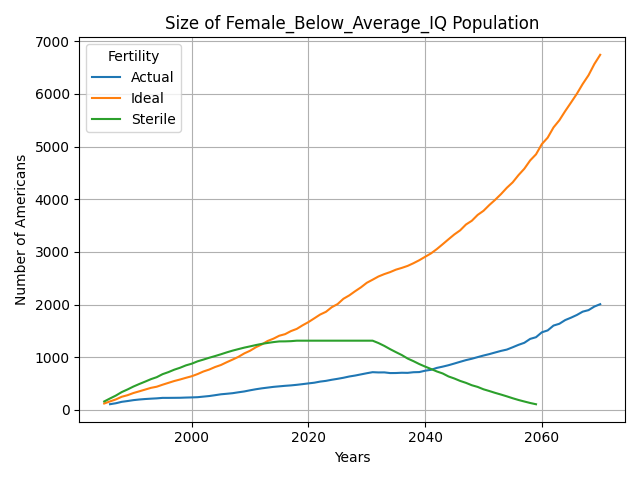 Size of Female_Below_Average_IQ Population
Number of Americans
7000
6000
5000
4000
3000
2000
1000
0
Fertility
Actual
Ideal
Sterile
2000
2020
2040
2060
Years